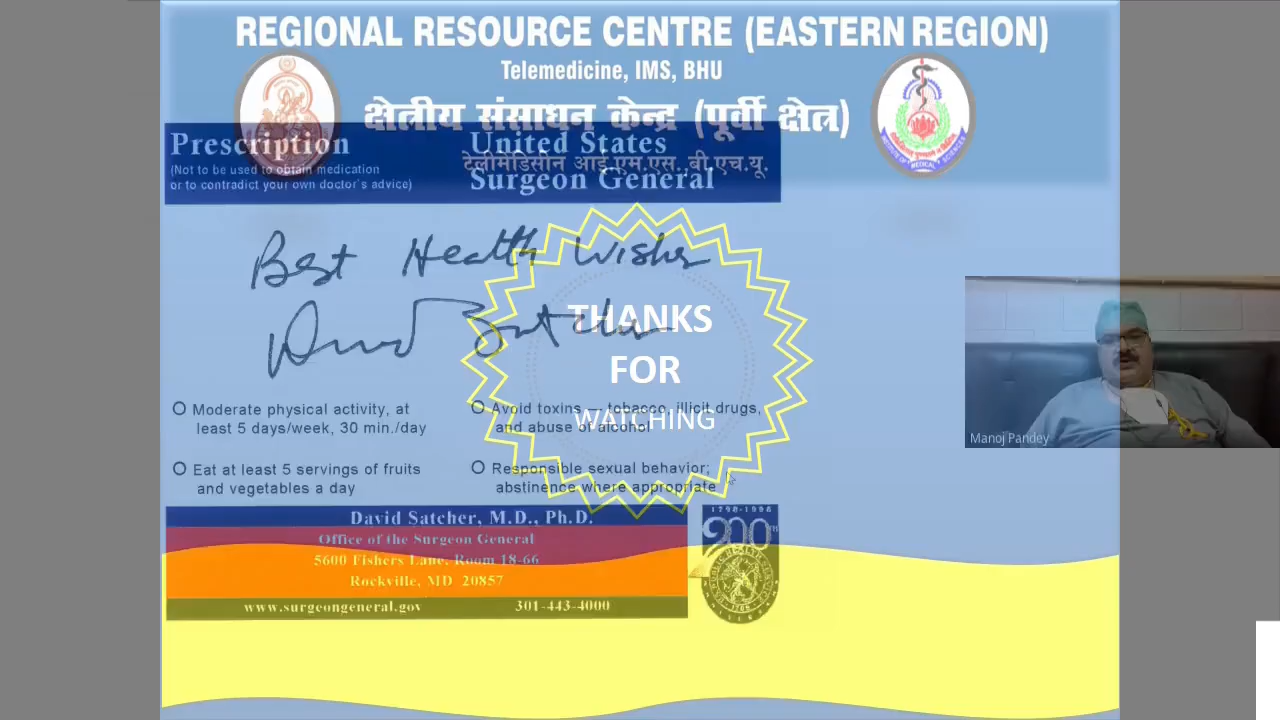 REGIONAL RESOURCE CENTRE (EASTERN REGION)
Telemedicine, IMS, BHU
क्षेत्रीय संसाधन केन्द्र (पूर्वी क्षेत्र)
टेलीमेडिसीन आई.एम.एस., बी.एच.यू.
Prescription
(Not to be used to obtain medication
or to contradict your own doctor's advice)
United States
Surgeon General
Best Health Wishes
David Satcher
THANKS
FOR
WATCHING
Moderate physical activity, at
least 5 days/week, 30 min./day
Avoid toxins — tobacco, illicit drugs,
and abuse of alcohol
Eat at least 5 servings of fruits
and vegetables a day
Responsible sexual behavior;
abstinence where appropriate
David Satcher, M.D., Ph.D.
Office of the Surgeon General
5600 Fishers Lane, Room 18-66
Rockville, MD 20857
www.surgeongeneral.gov 301-443-4000
1798-1998
200th
Manoj Pandey